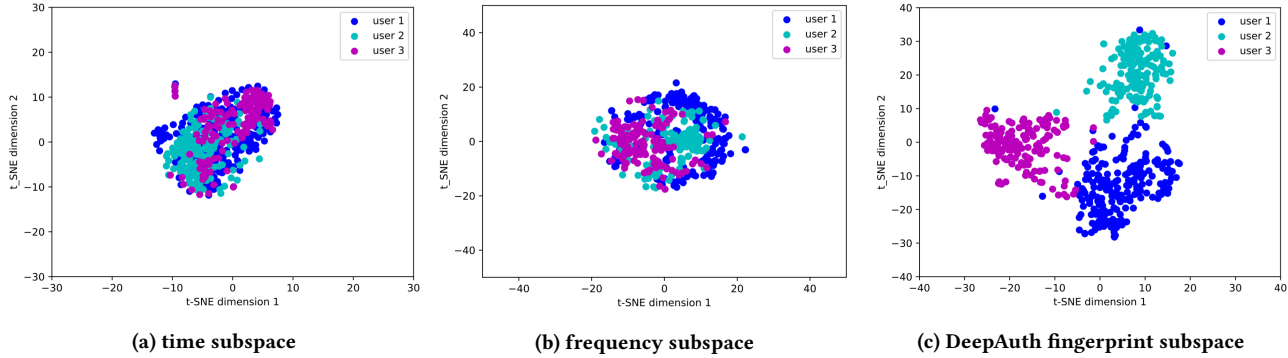 30
20
10
0
−10
−20
−30
t_SNE dimension 2
−30 −20 −10 0 10 20 30
t-SNE dimension 1
user 1
user 2
user 3
(a) time subspace
40
20
0
−20
−40
t_SNE dimension 2
−40 −20 0 20 40
t-SNE dimension 1
user 1
user 2
user 3
(b) frequency subspace
40
30
20
10
0
−10
−20
−30
−40
t_SNE dimension 2
−40 −30 −20 −10 0 10 20 30 40
t-SNE dimension 1
user 1
user 2
user 3
(c) DeepAuth fingerprint subspace